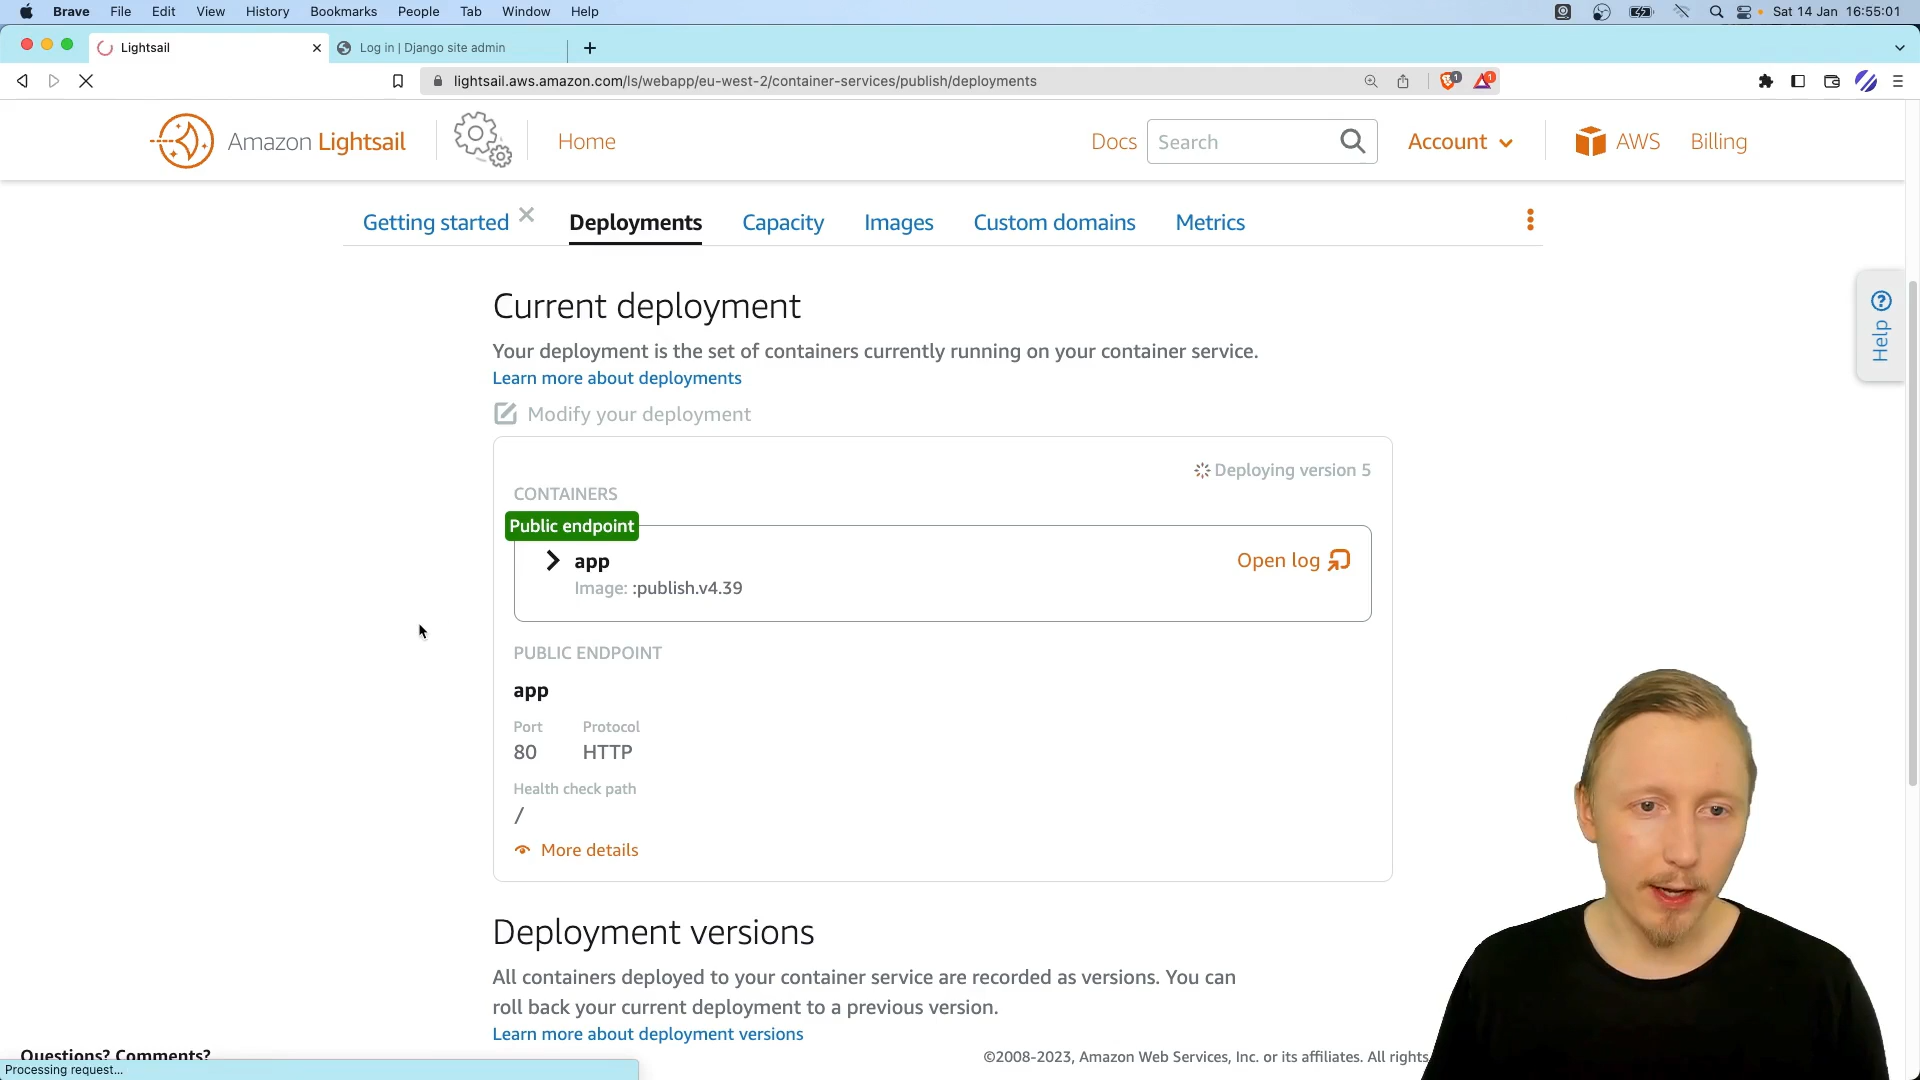 Brave File Edit View History Bookmarks People Tab Window Help Sat 14 Jan 16:55:01
Lightsail Log in | Django site admin
lightsail.aws.amazon.com/ls/webapp/eu-west-2/container-services/publish/deployments 1 1
Amazon Lightsail Home Docs Search Account AWS Billing
Getting started Deployments Capacity Images Custom domains Metrics
Help
Current deployment
Your deployment is the set of containers currently running on your container service.
Learn more about deployments
Modify your deployment
Deploying version 5
CONTAINERS
Public endpoint
app Open log
Image: :publish.v4.39
PUBLIC ENDPOINT
app
Port Protocol
80 HTTP
Health check path
/
More details
Deployment versions
All containers deployed to your container service are recorded as versions. You can
roll back your current deployment to a previous version.
Learn more about deployment versions
Questions? Comments? ©2008-2023, Amazon Web Services, Inc. or its affiliates. All rights
Processing request...